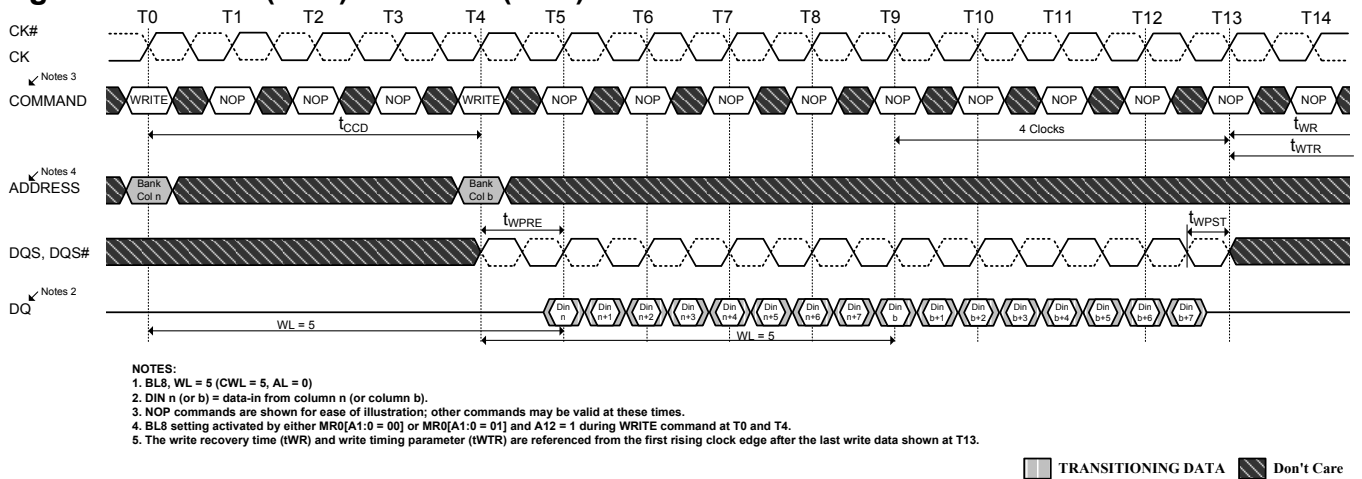 T0 T1 T2 T3 T4 T5 T6 T7 T8 T9 T10 T11 T12 T13 T14
CK#
CK
Notes 3
COMMAND
WRITE NOP NOP NOP WRITE NOP NOP NOP NOP NOP NOP NOP NOP NOP NOP
tCCD
4 Clocks
tWR
tWTR
Notes 4
ADDRESS
Bank Bank
Col n Col b
tWPRE
tWPST
DQS, DQS#
Notes 2
DQ
Din Din Din Din Din Din Din Din Din Din Din Din Din Din Din Din
n n+1 n+2 n+3 n+4 n+5 n+6 n+7 b b+1 b+2 b+3 b+4 b+5 b+6 b+7
WL = 5
WL = 5
NOTES:
1. BL8, WL = 5 (CWL = 5, AL = 0)
2. DIN n (or b) = data-in from column n (or column b).
3. NOP commands are shown for ease of illustration; other commands may be valid at these times.
4. BL8 setting activated by either MR0[A1:0 = 00] or MR0[A1:0 = 01] and A12 = 1 during WRITE command at T0 and T4.
5. The write recovery time (tWR) and write timing parameter (tWTR) are referenced from the first rising clock edge after the last write data shown at T13.
TRANSITIONING DATA Don't Care